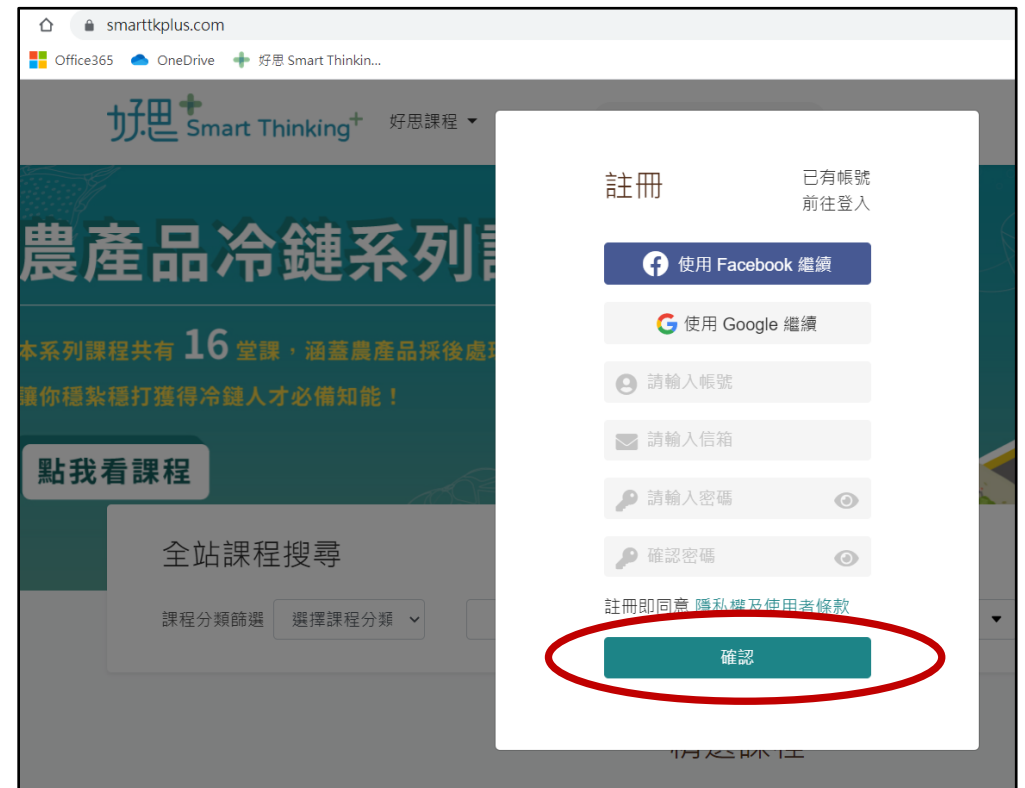 smarttkplus.com
Office365 OneDrive 好思 Smart Thinkin...
好思+ Smart Thinking+ 好思課程
農產品冷鏈系列
本系列課程共有 16 堂課，涵蓋農產品採後處
讓你穩紮穩打獲得冷鏈人才必備知能！
點我看課程
全站課程搜尋
課程分類篩選 選擇課程分類
註冊
已有帳號
前往登入
使用 Facebook 繼續
使用 Google 繼續
請輸入帳號
請輸入信箱
請輸入密碼
確認密碼
註冊即同意 隱私權及使用者條款
確認